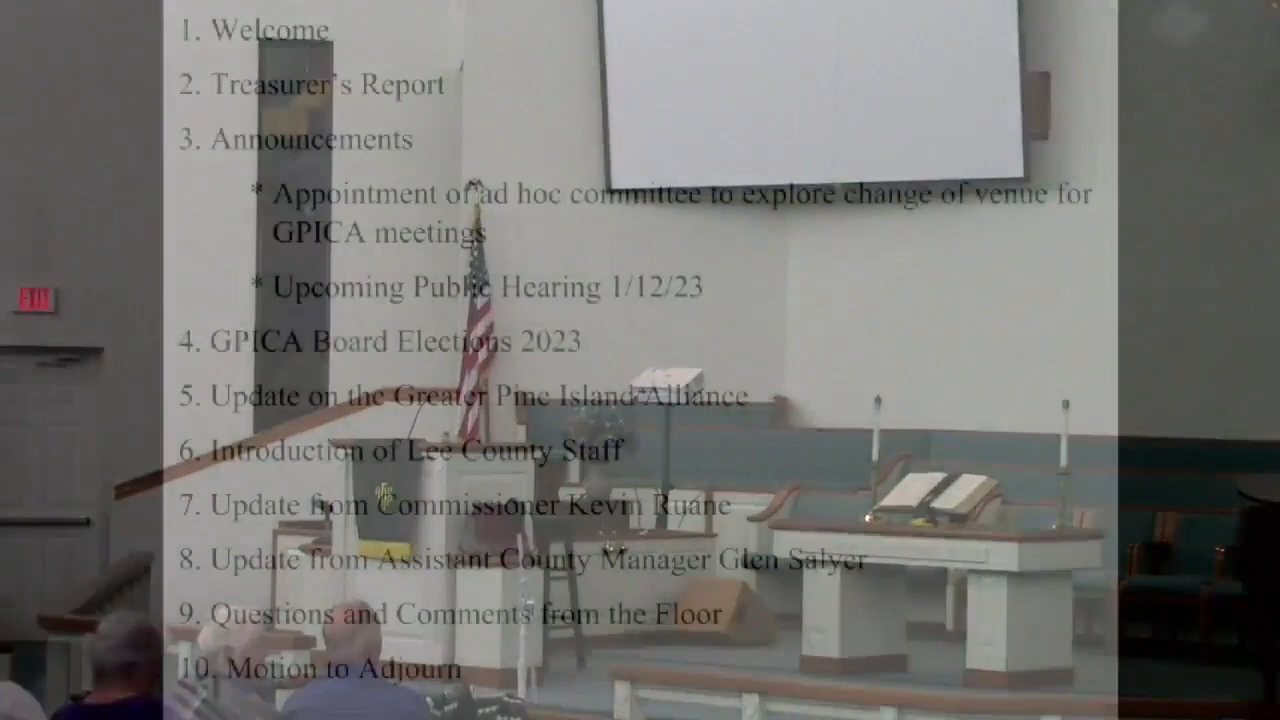 1. Welcome
2. Treasurer's Report
3. Announcements
* Appointment of ad hoc committee to explore change of venue for
GPICA meetings
* Upcoming Public Hearing 1/12/23
4. GPICA Board Elections 2023
5. Update on the Greater Pine Island Alliance
6. Introduction of Lee County Staff
7. Update from Commissioner Kevin Ruane
8. Update from Assistant County Manager Glen Salyer
9. Questions and Comments from the Floor
10. Motion to Adjourn
EXIT